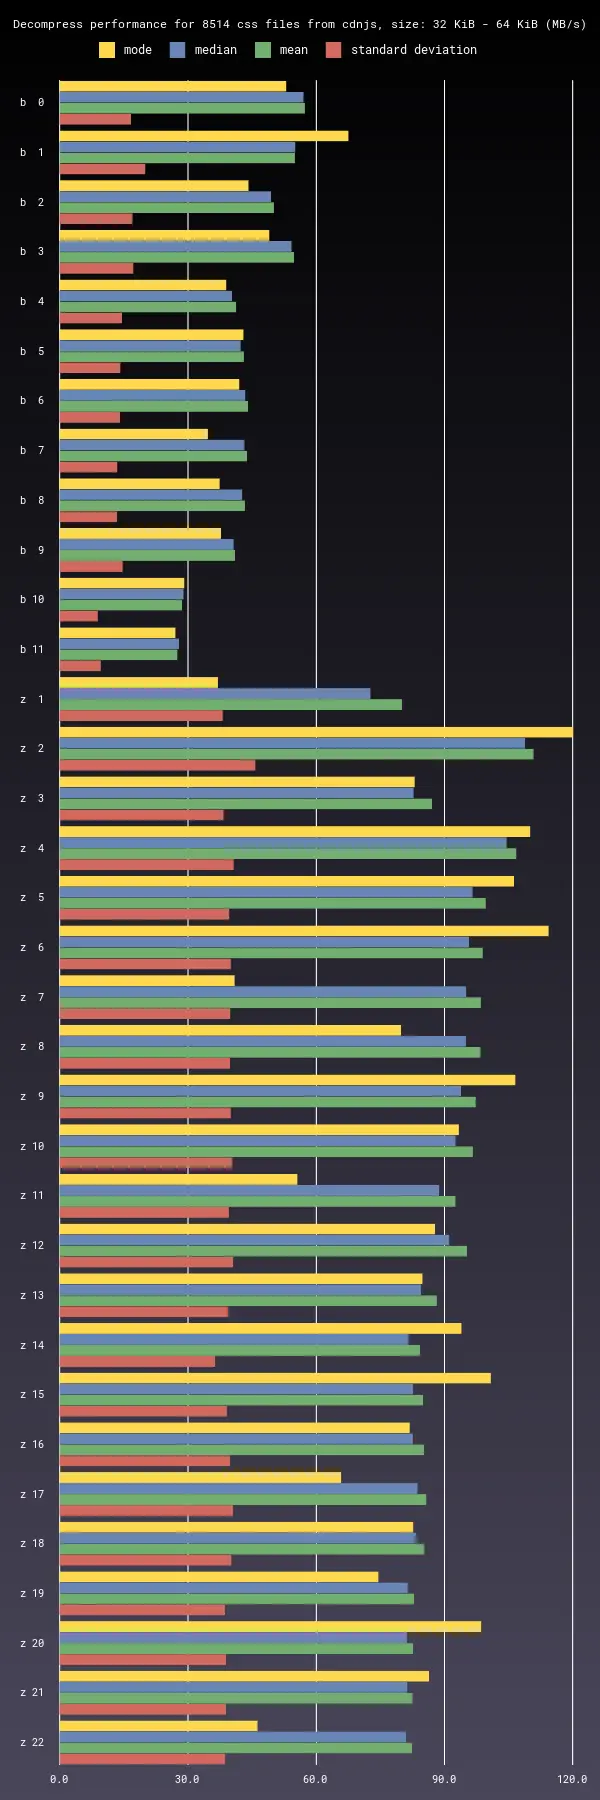 Decompress performance for 8514 css files from cdnjs, size: 32 KiB - 64 KiB (MB/s)
mode median mean standard deviation
b 0
b 1
b 2
b 3
b 4
b 5
b 6
b 7
b 8
b 9
b 10
b 11
z 1
z 2
z 3
z 4
z 5
z 6
z 7
z 8
z 9
z 10
z 11
z 12
z 13
z 14
z 15
z 16
z 17
z 18
z 19
z 20
z 21
z 22
0.0 30.0 60.0 90.0 120.0